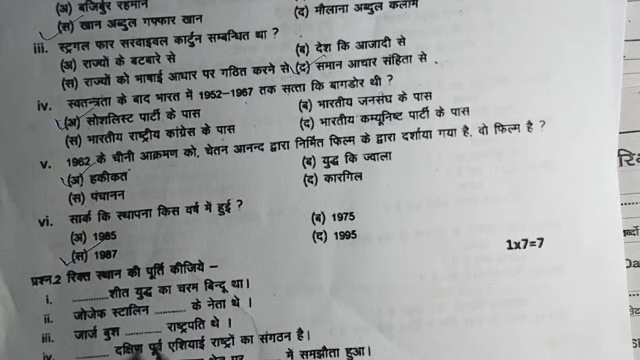 (अ) बजिबुर रहमान
(द) मौलाना अब्दुल कलाम
(स) खान अब्दुल गफ्फार खान
iii. स्ट्रगल फार सरवाइवल कार्टुन सम्बन्धित था ?
(अ) राज्यों के बटबारे से (ब) देश कि आजादी से
(स) राज्यों को भाषाई आधार पर गठित करने से (द) समान आधार संहिता से .
iv. स्वतन्त्रता के बाद भारत में 1952-1967 तक सत्ता कि बागडोर थी ?
(अ) सोशलिस्ट पार्टी के पास (ब) भारतीय जनसंघ के पास
(स) भारतीय राष्ट्रीय कांग्रेस के पास (द) भारतीय कम्यूनिष्ट पार्टी के पास
v. 1962 के चीनी आक्रमण को, चेतन आनन्द द्वारा निर्मित फिल्म के द्वारा दर्शाया गया है, वो फिल्म है ?
(अ) हकीकत (ब) युद्ध कि ज्वाला
(स) पंचानन (द) कारगिल
vi. सार्क कि स्थापना किस वर्ष में हुई ?
(अ) 1985 (ब) 1975
(स) 1987 (द) 1995
प्रश्न.2 रिक्त स्थान की पूर्ति कीजिये – 1x7=7
i. ............शीत युद्ध का चरम बिन्दू था।
ii. जोजेफ स्टालिन ............ के नेता थे ।
iii. जार्ज बुश ............ राष्ट्रपति थे ।
iv. ............ दक्षिण पूर्व एशियाई राष्ट्रों का संगठन है।
में समझौता हुआ।